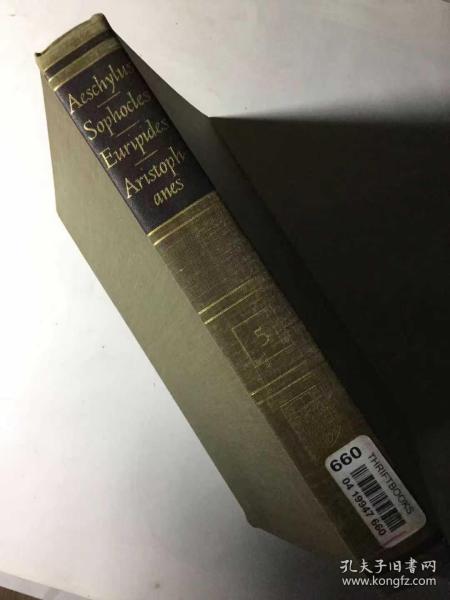 Aeschylus
Sophocles
Euripides
Aristoph
anes
5
660
THRIFTBOOKS
04 19947 660
孔夫子旧书网
www.kongfz.com